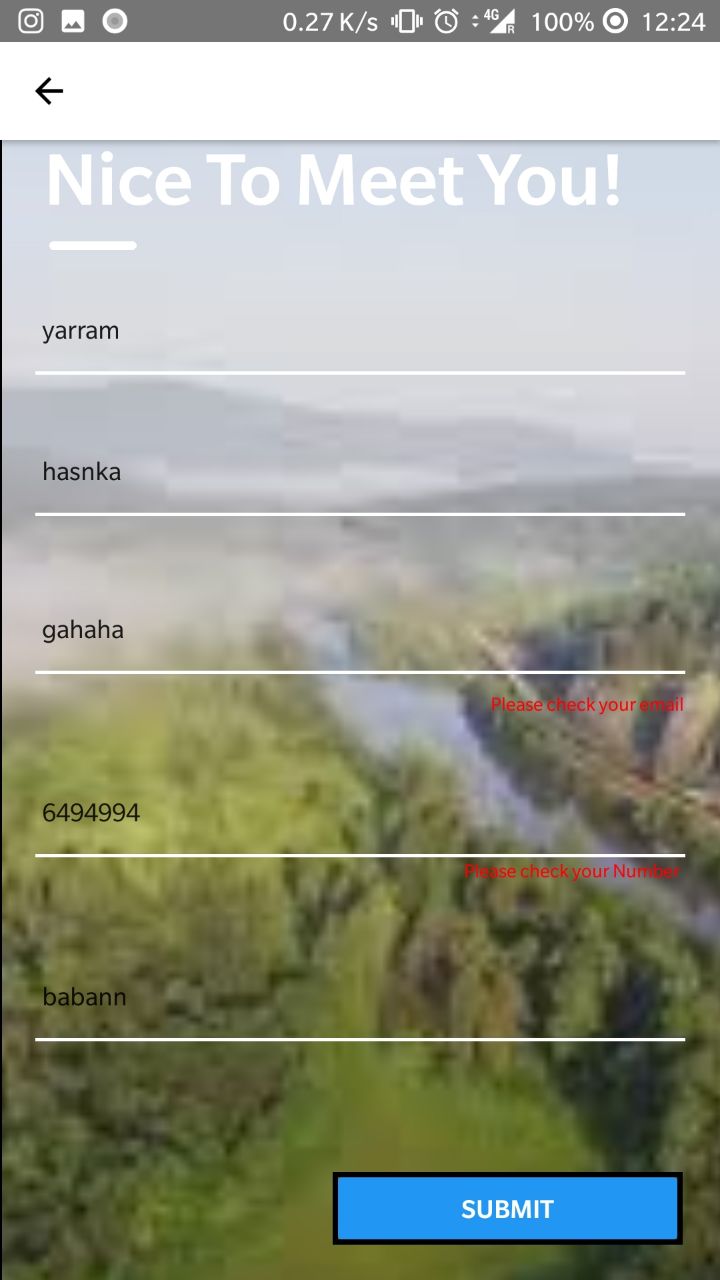 0.27 K/s 4G R 100% 12:24
Nice To Meet You!
yarram
hasnka
gahaha
Please check your email
6494994
Please check your Number
babann
SUBMIT